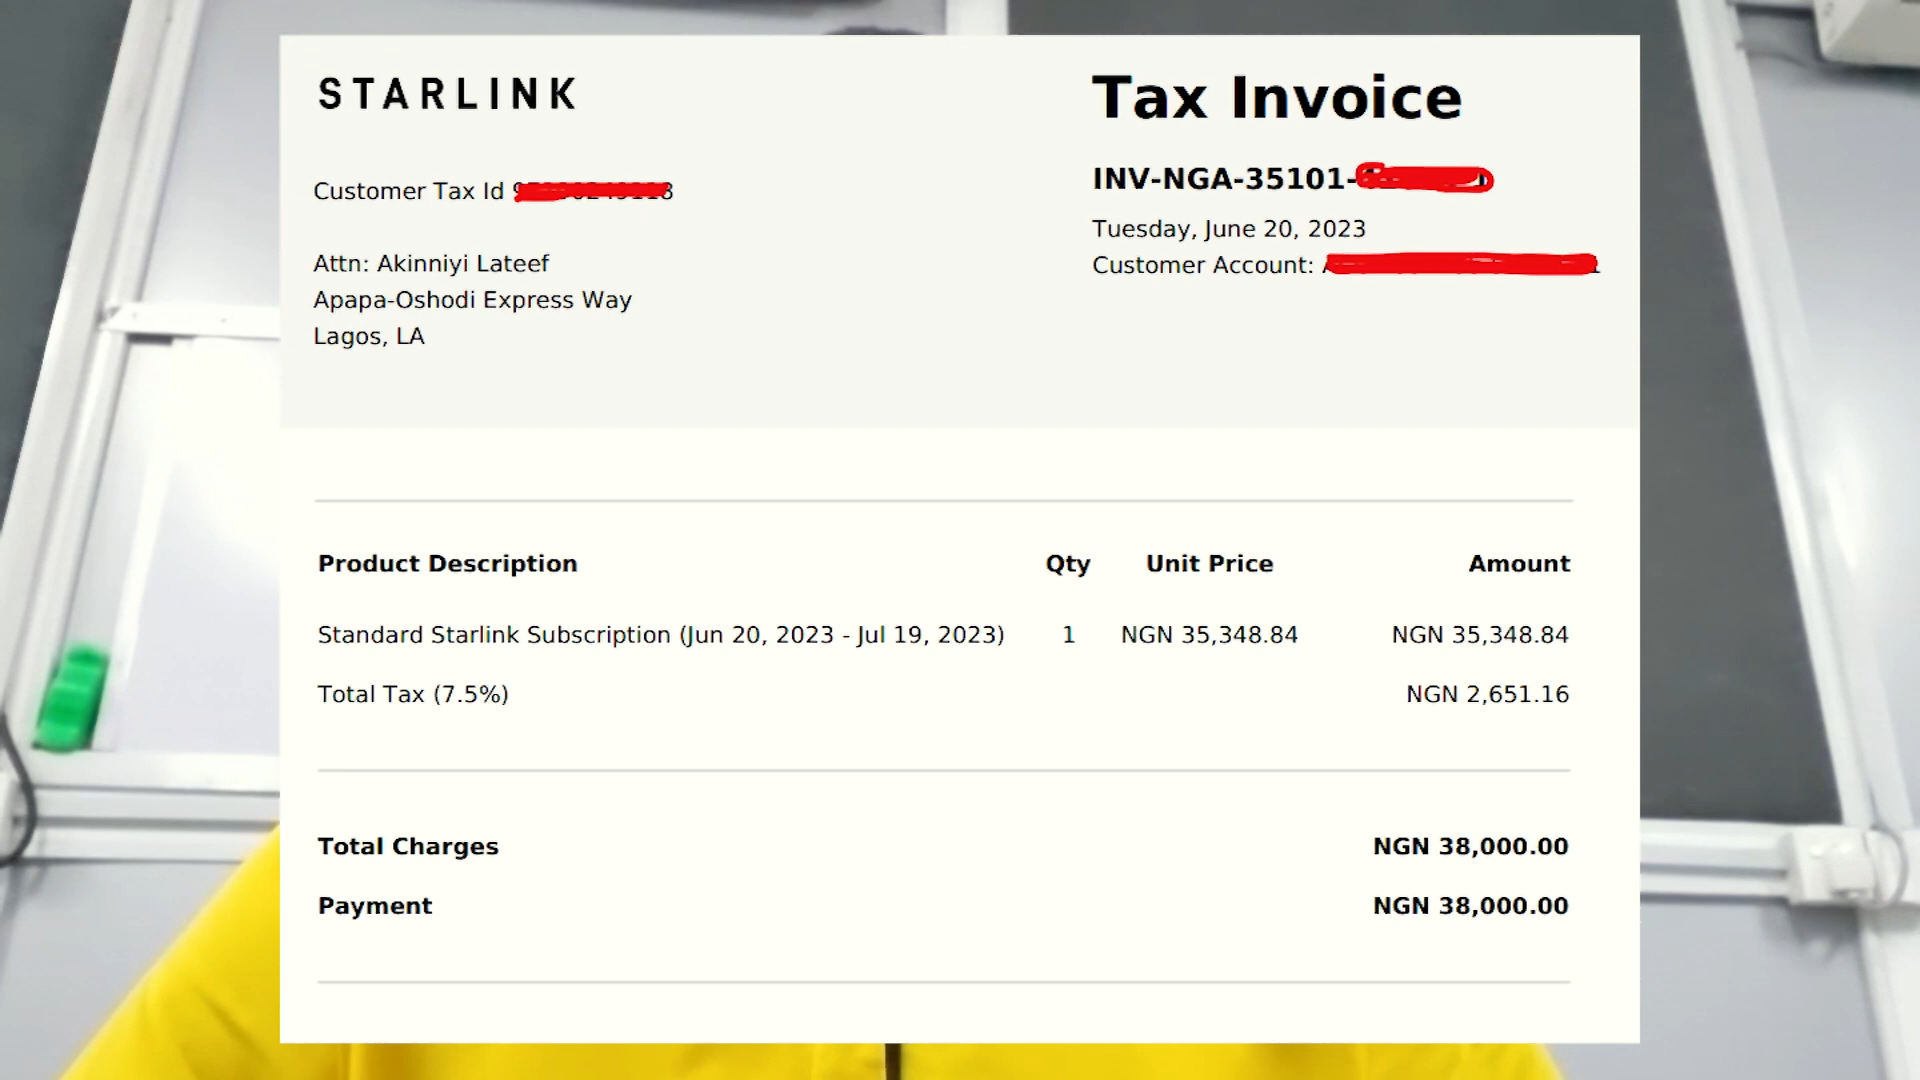 STARLINK
Tax Invoice
Customer Tax Id
INV-NGA-35101-
Tuesday, June 20, 2023
Customer Account:
Attn: Akinniyi Lateef
Apapa-Oshodi Express Way
Lagos, LA
Product Description Qty Unit Price Amount
Standard Starlink Subscription (Jun 20, 2023 - Jul 19, 2023) 1 NGN 35,348.84 NGN 35,348.84
Total Tax (7.5%) NGN 2,651.16
Total Charges NGN 38,000.00
Payment NGN 38,000.00